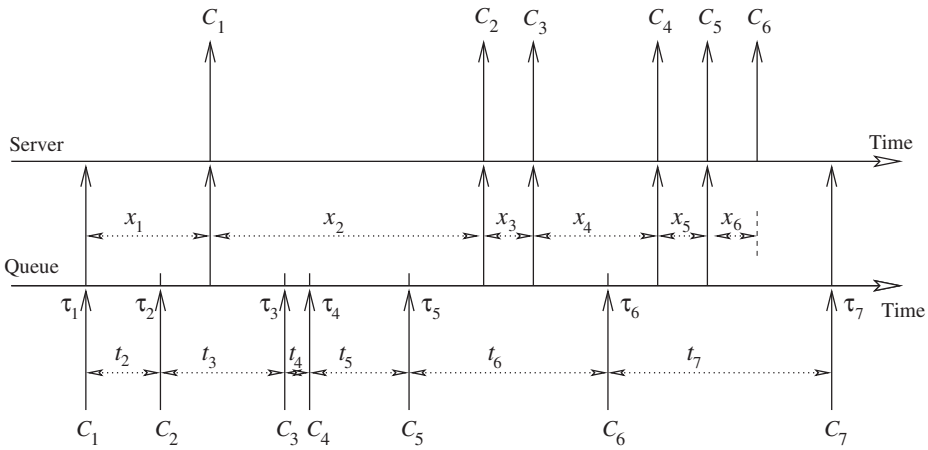 C₁ C₂ C₃ C₄ C₅ C₆
Server Time
x₁ x₂ x₃ x₄ x₅ x₆
Queue
τ₁ τ₂ τ₃ τ₄ τ₅ τ₆ τ₇ Time
t₂ t₃ t₄ t₅ t₆ t₇
C₁ C₂ C₃ C₄ C₅ C₆ C₇